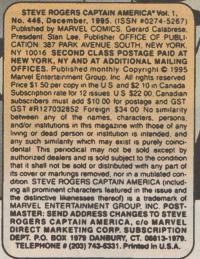 STEVE ROGERS CAPTAIN AMERICA® Vol. 1,
No. 446, December, 1995. (ISSN #0274-5267)
Published by MARVEL COMICS. Gerard Calabrese,
President. Stan Lee, Publisher. OFFICE OF PUBLI-
CATION: 387 PARK AVENUE SOUTH, NEW YORK,
NY 10016. SECOND CLASS POSTAGE PAID AT
NEW YORK, NY AND AT ADDITIONAL MAILING
OFFICES. Published monthly. Copyright © 1995
Marvel Entertainment Group, Inc. All rights reserved.
Price $1.50 per copy in the U.S. and $2.10 in Canada.
Subscription rate for 12 issues: U.S. $22.00. Canadian
subscribers must add $10.00 for postage and GST.
GST #R127032852. Foreign $34.00. No similarity
between any of the names, characters, persons,
and/or institutions in this magazine with those of any
living or dead person or institution is intended, and
any such similarity which may exist is purely coinci-
dental. This periodical may not be sold except by
authorized dealers and is sold subject to the condition
that it shall not be sold or distributed with any part of
its cover or markings removed, nor in a mutilated con-
dition. STEVE ROGERS CAPTAIN AMERICA (includ-
ing all prominent characters featured in the issue and
the distinctive likenesses thereof) is a trademark of
MARVEL ENTERTAINMENT GROUP, INC. POST-
MASTER: SEND ADDRESS CHANGES TO STEVE
ROGERS CAPTAIN AMERICA, c/o MARVEL
DIRECT MARKETING CORP. SUBSCRIPTION
DEPT. P.O. BOX 1979 DANBURY, CT. 06813-1979.
TELEPHONE # (203) 743-5331. Printed in U.S.A.